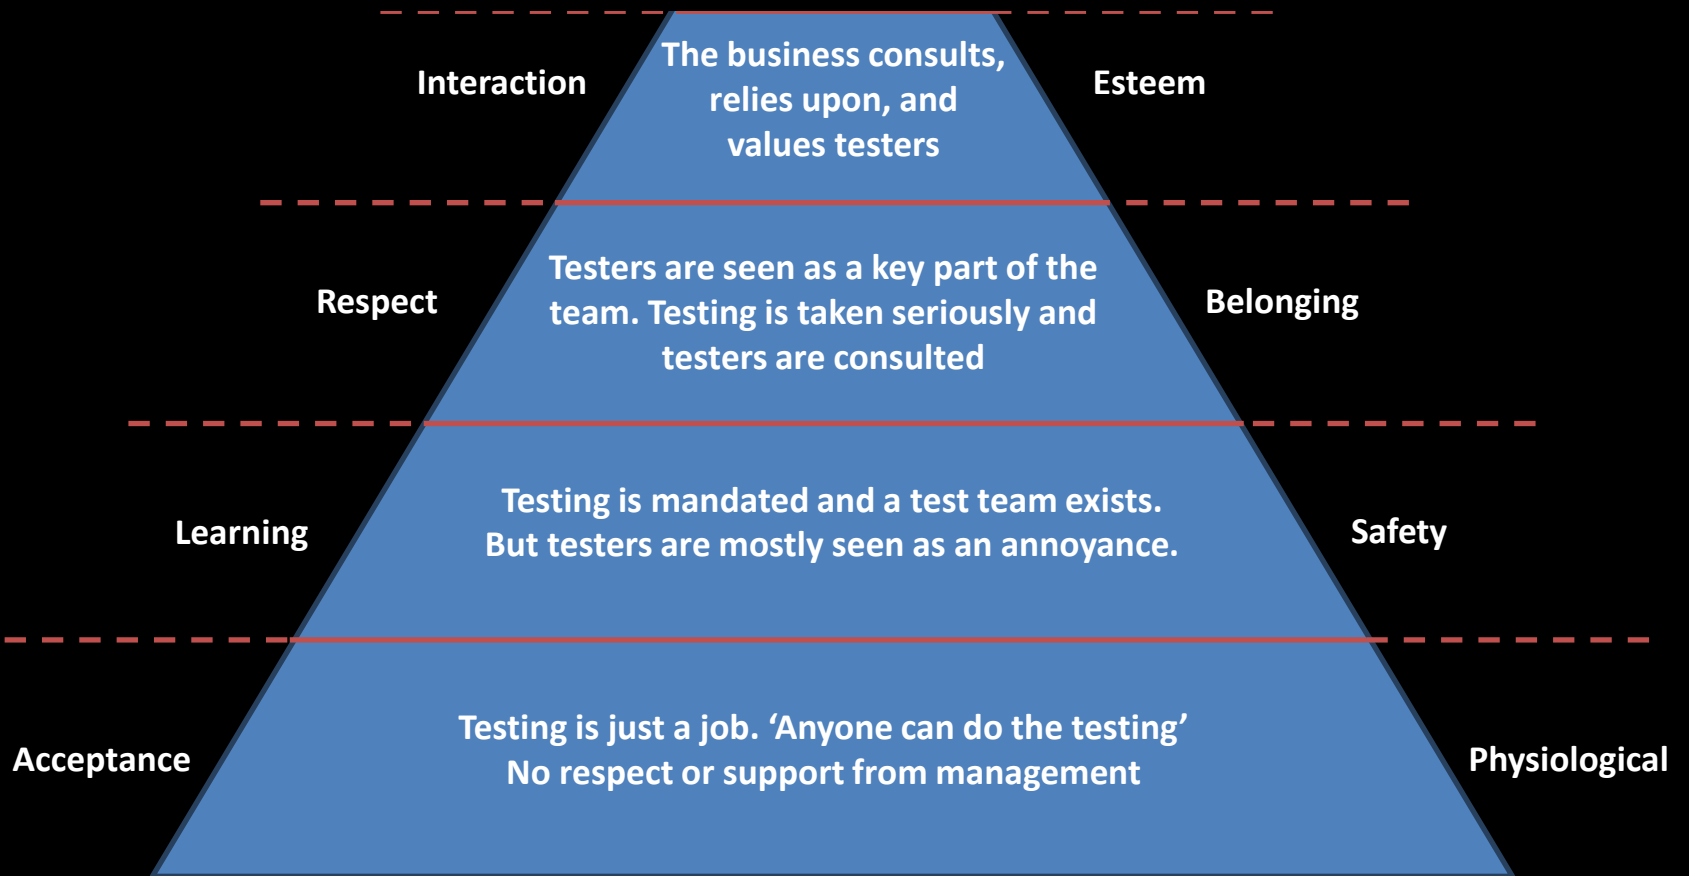 Interaction
The business consults,
relies upon, and
values testers
Esteem
Respect
Testers are seen as a key part of the
team. Testing is taken seriously and
testers are consulted
Belonging
Learning
Testing is mandated and a test team exists.
But testers are mostly seen as an annoyance.
Safety
Acceptance
Testing is just a job. ‘Anyone can do the testing’
No respect or support from management
Physiological